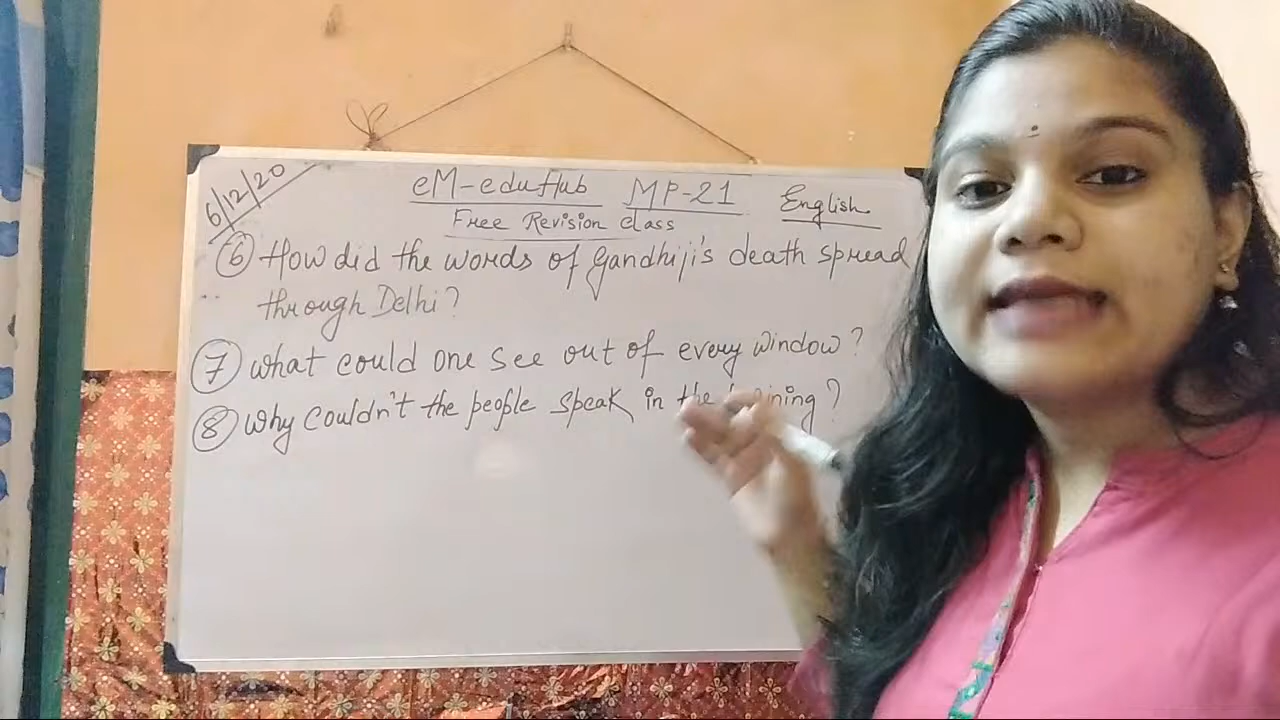 6/12/20
eM-eduHub MP-21 English
Free Revision class
⑥ How did the words of Gandhiji's death spread
through Delhi?
⑦ what could one see out of every window?
⑧ why couldn't the people speak in the ?